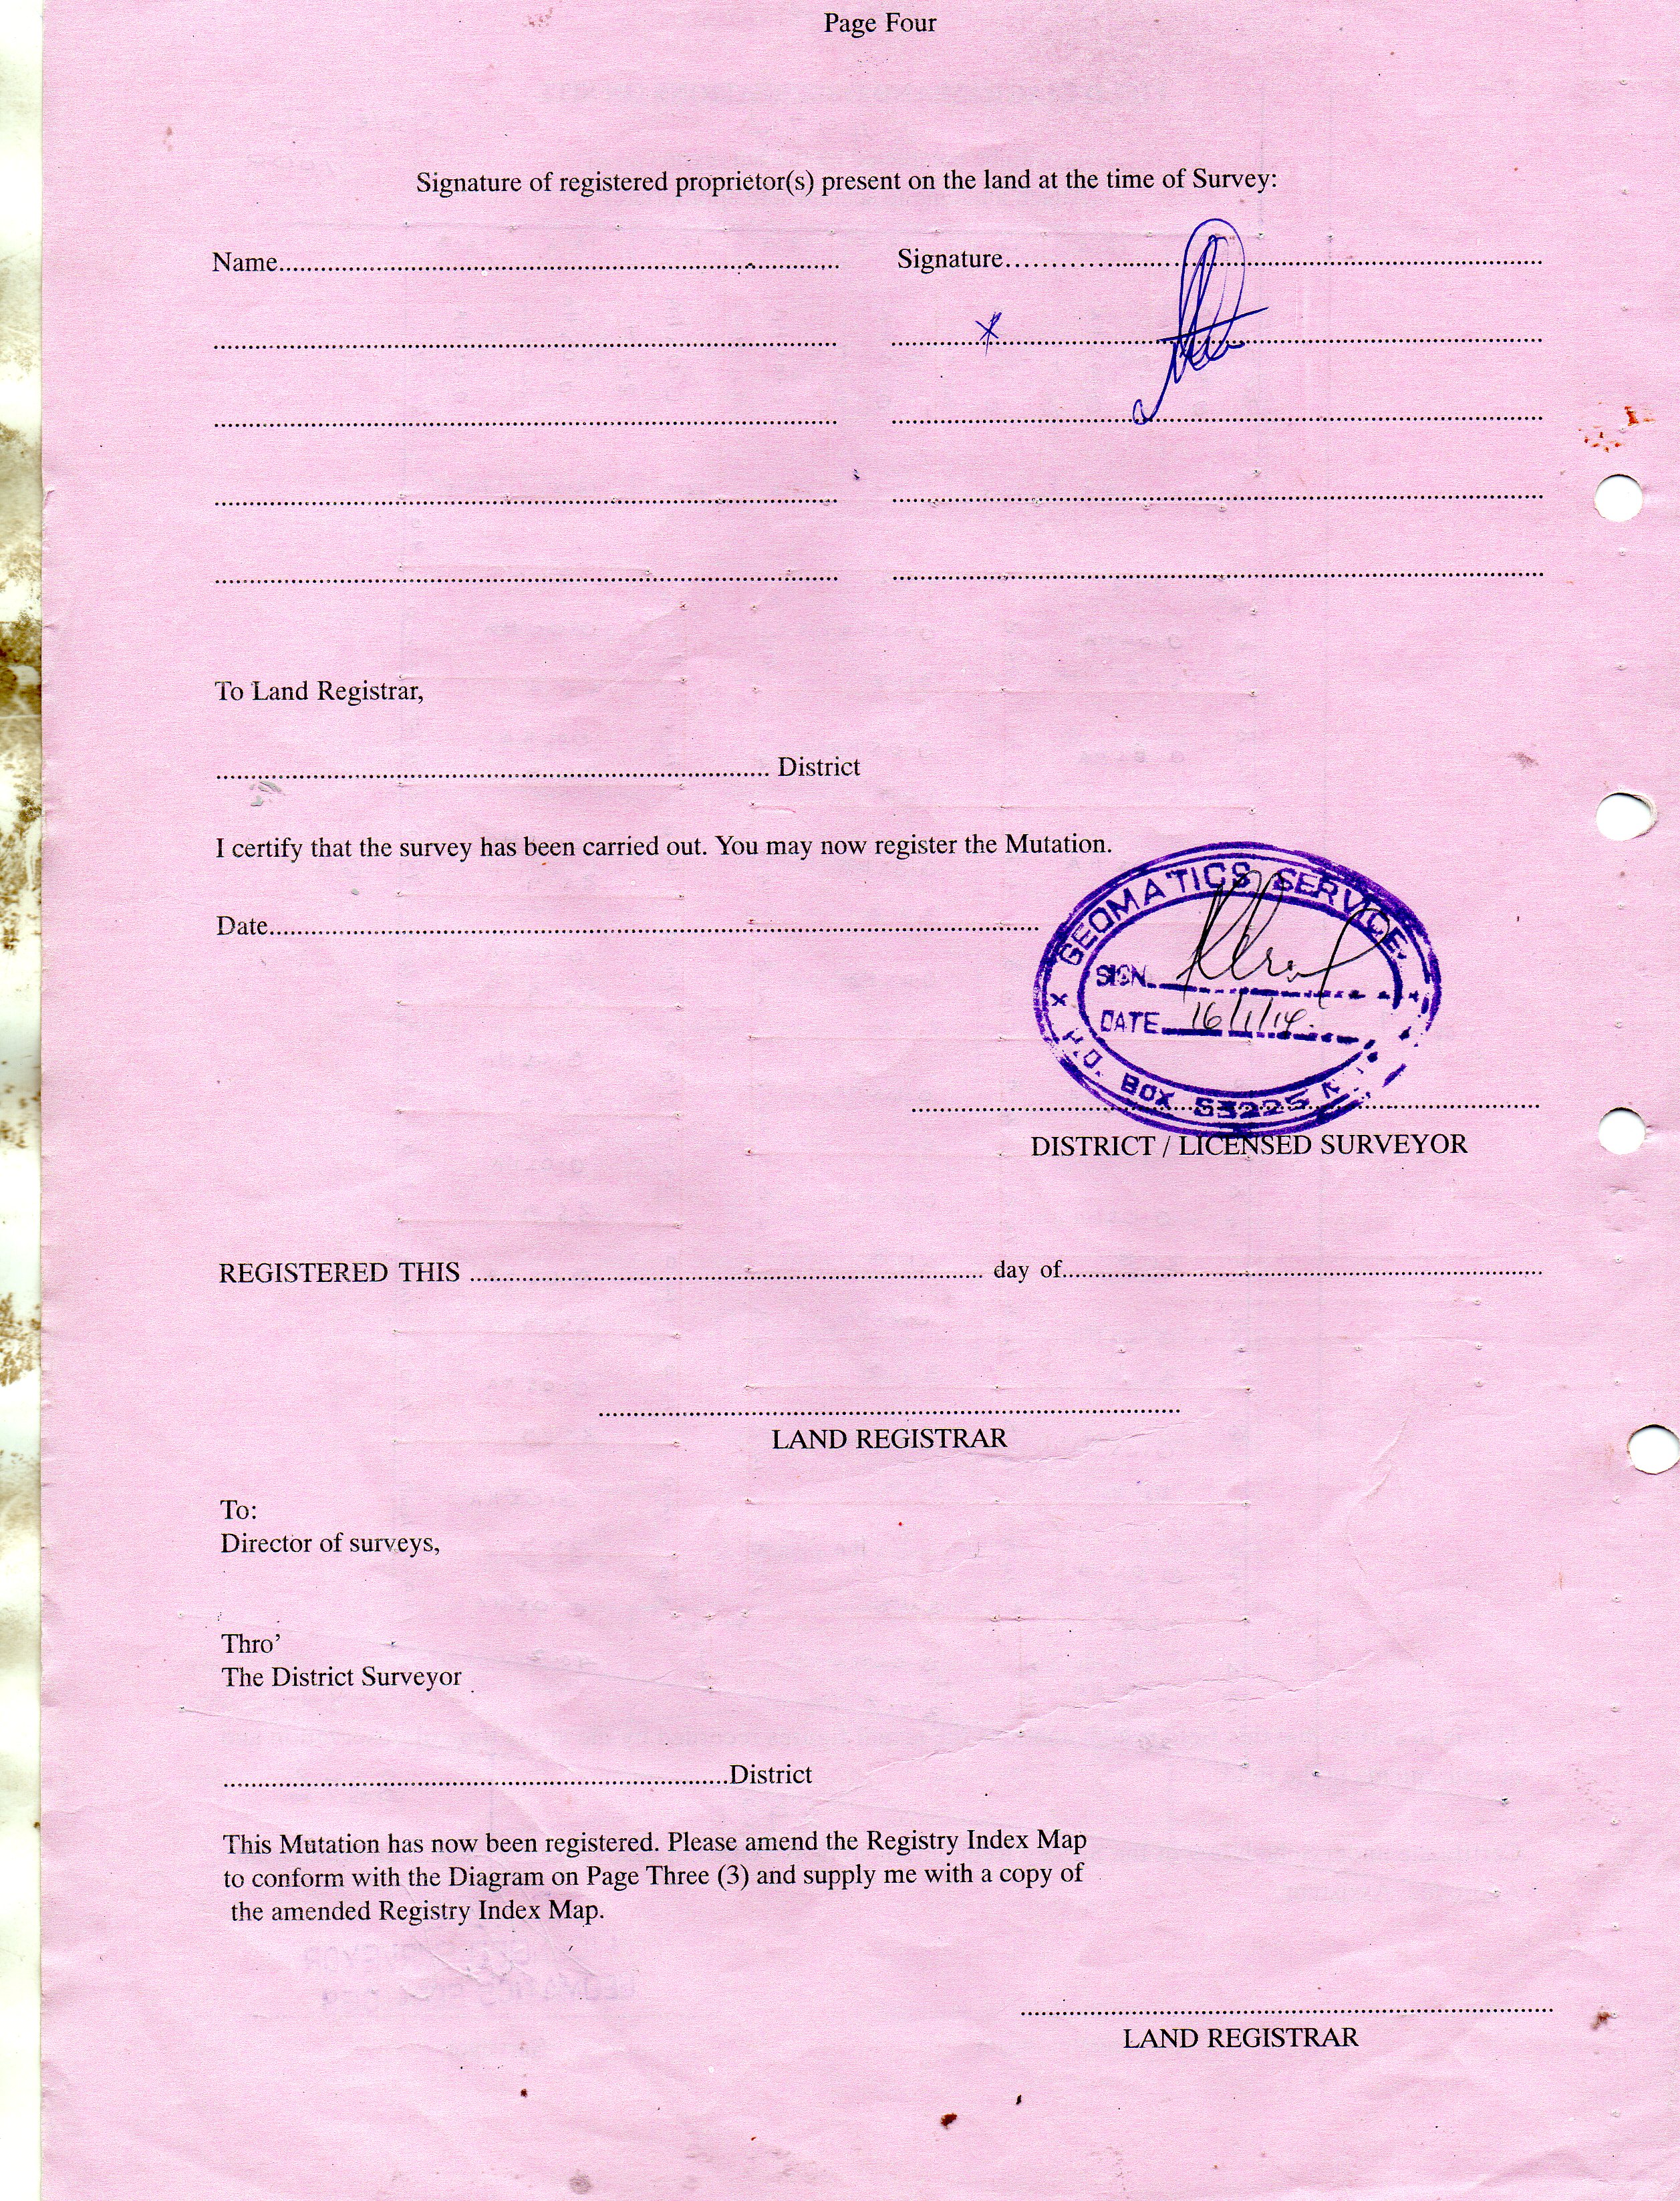 Page Four
Signature of registered proprietor(s) present on the land at the time of Survey:
Name.......... Signature..........
x
To Land Registrar,
.......... District
I certify that the survey has been carried out. You may now register the Mutation.
Date..........
GEOMATICS SERVICE
SIGN
DATE 16/1/14
BOX 53225
DISTRICT / LICENSED SURVEYOR
REGISTERED THIS .......... day of..........
LAND REGISTRAR
To:
Director of surveys,
Thro’
The District Surveyor
..........District
This Mutation has now been registered. Please amend the Registry Index Map
to conform with the Diagram on Page Three (3) and supply me with a copy of
the amended Registry Index Map.
LAND REGISTRAR